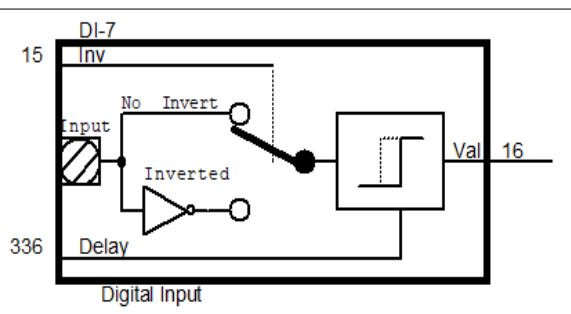 DI-7
15 Inv
No Invert
Input
Val 16
Inverted
336 Delay
Digital Input